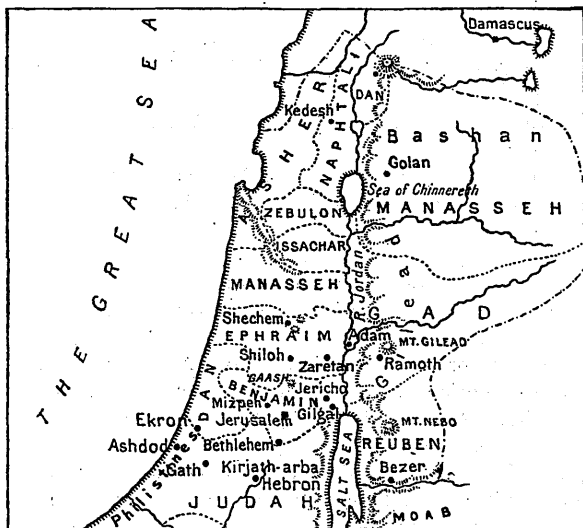 THE GREAT SEA
Damascus
DAN
ASHER
NAPHTALI
Kedesh
Bashan
Golan
Sea of Chinnereth
ZEBULON
MANASSEH
ISSACHAR
MANASSEH
R. Jordan
Gilead
GAD
Shechem
EPHRAIM
Adam
MT. GILEAD
Shiloh
Zaretan
Ramoth
GAASH
BENJAMIN
Jericho
Mizpeh
Gilgal
DAN
Ekron
Jerusalem
MT. NEBO
Ashdod
Bethlehem
REUBEN
Philistines
Gath
Kirjath-arba
Hebron
SALT SEA
Bezer
JUDAH
MOAB